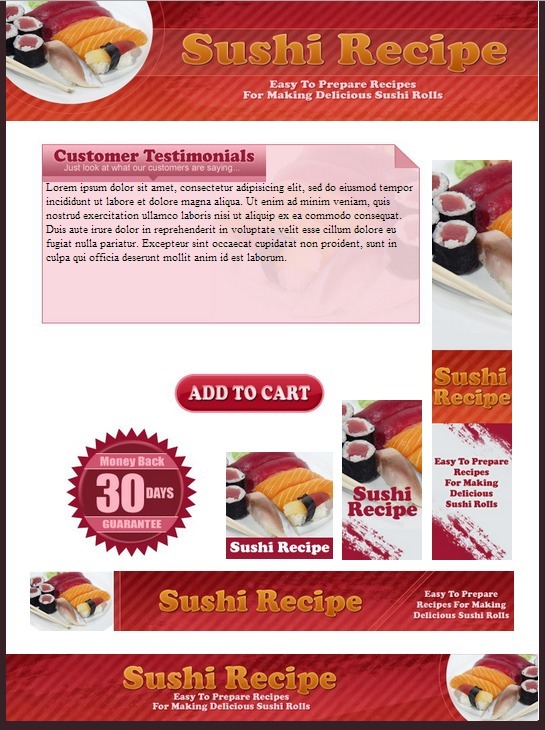 Sushi Recipe
Easy To Prepare Recipes
For Making Delicious Sushi Rolls
Customer Testimonials
Just look at what our customers are saying...
Lorem ipsum dolor sit amet, consectetur adipisicing elit, sed do eiusmod tempor
incididunt ut labore et dolore magna aliqua. Ut enim ad minim veniam, quis
nostrud exercitation ullamco laboris nisi ut aliquip ex ea commodo consequat.
Duis aute irure dolor in reprehenderit in voluptate velit esse cillum dolore eu
fugiat nulla pariatur. Excepteur sint occaecat cupidatat non proident, sunt in
culpa qui officia deserunt mollit anim id est laborum.
ADD TO CART
Money Back
30 DAYS
GUARANTEE
Sushi Recipe
Sushi
Recipe
Sushi
Recipe
Easy To Prepare
Recipes
For Making
Delicious
Sushi Rolls
Sushi Recipe
Easy To Prepare
Recipes For Making
Delicious Sushi Rolls
Sushi Recipe
Easy To Prepare Recipes
For Making Delicious Sushi Rolls